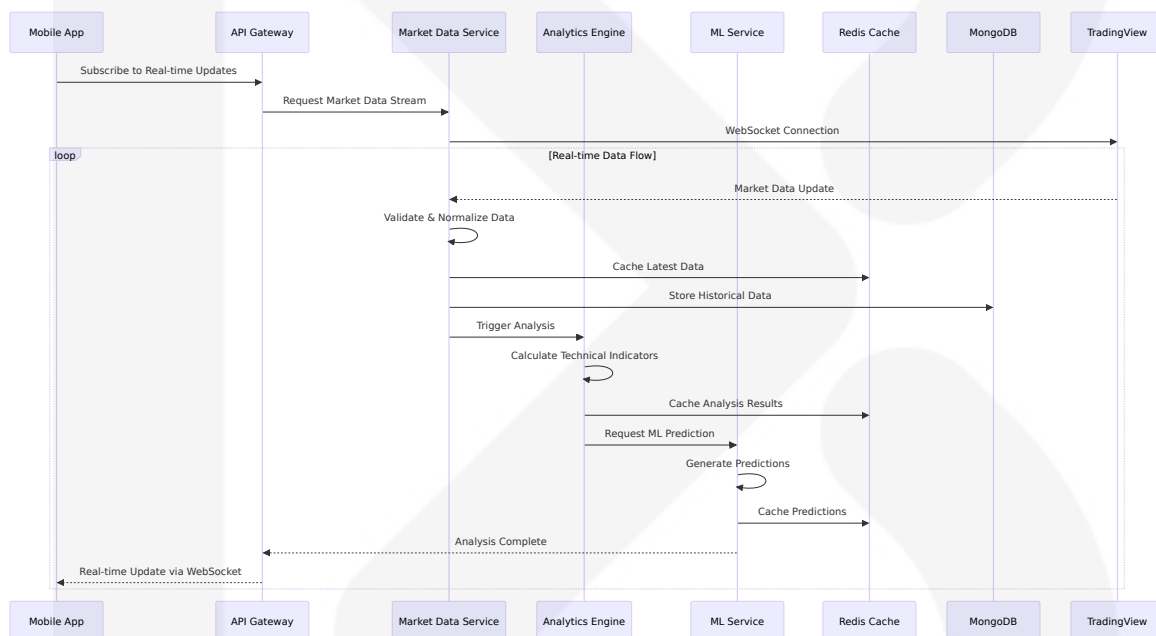 Mobile App
API Gateway
Market Data Service
Analytics Engine
ML Service
Redis Cache
MongoDB
TradingView
Subscribe to Real-time Updates
Request Market Data Stream
WebSocket Connection
loop
[Real-time Data Flow]
Market Data Update
Validate & Normalize Data
Cache Latest Data
Store Historical Data
Trigger Analysis
Calculate Technical Indicators
Cache Analysis Results
Request ML Prediction
Generate Predictions
Cache Predictions
Analysis Complete
Real-time Update via WebSocket
Mobile App
API Gateway
Market Data Service
Analytics Engine
ML Service
Redis Cache
MongoDB
TradingView